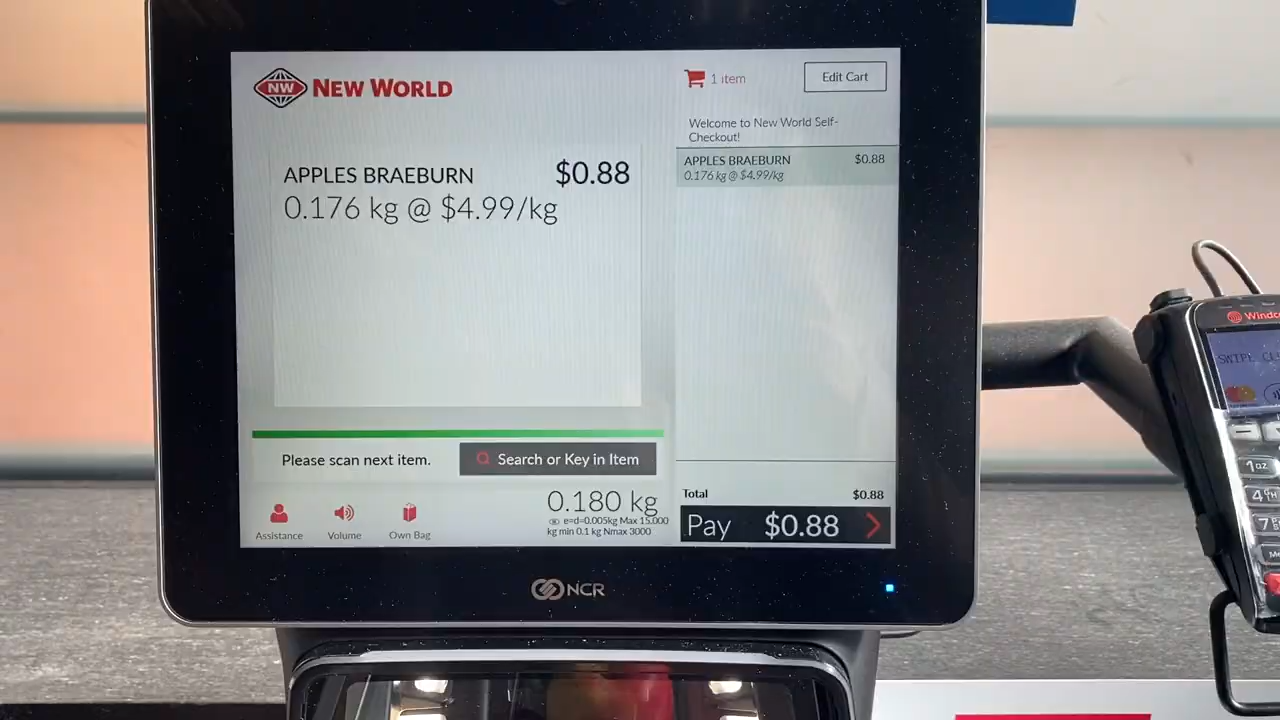 NW NEW WORLD
1 item
Edit Cart
Welcome to New World Self-
Checkout!
APPLES BRAEBURN $0.88
0.176 kg @ $4.99/kg
APPLES BRAEBURN $0.88
0.176 kg @ $4.99/kg
Please scan next item.
Search or Key in Item
0.180 kg
e=d=0.005kg Max 15.000
kg min 0.1 kg Nmax 3000
Assistance
Volume
Own Bag
Total $0.88
Pay $0.88
NCR
SWIPE